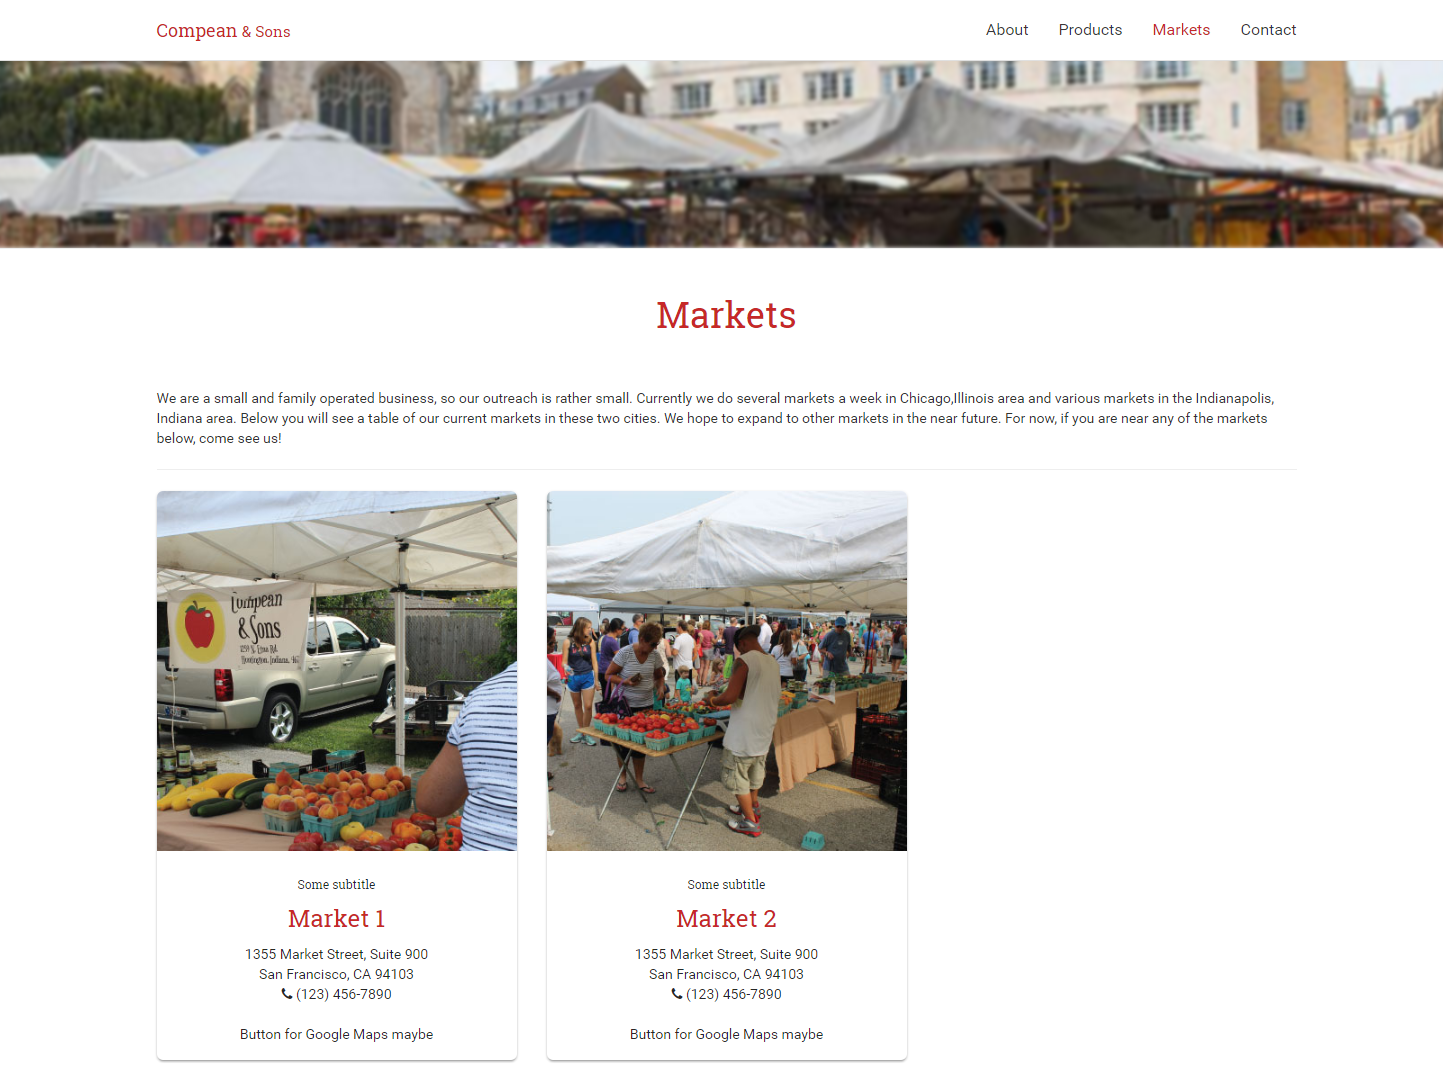 Compean & Sons
About Products Markets Contact
Markets
We are a small and family operated business, so our outreach is rather small. Currently we do several markets a week in Chicago,Illinois area and various markets in the Indianapolis,
Indiana area. Below you will see a table of our current markets in these two cities. We hope to expand to other markets in the near future. For now, if you are near any of the markets
below, come see us!
Compean
& Sons
Some subtitle
Market 1
1355 Market Street, Suite 900
San Francisco, CA 94103
(123) 456-7890
Button for Google Maps maybe
Some subtitle
Market 2
1355 Market Street, Suite 900
San Francisco, CA 94103
(123) 456-7890
Button for Google Maps maybe